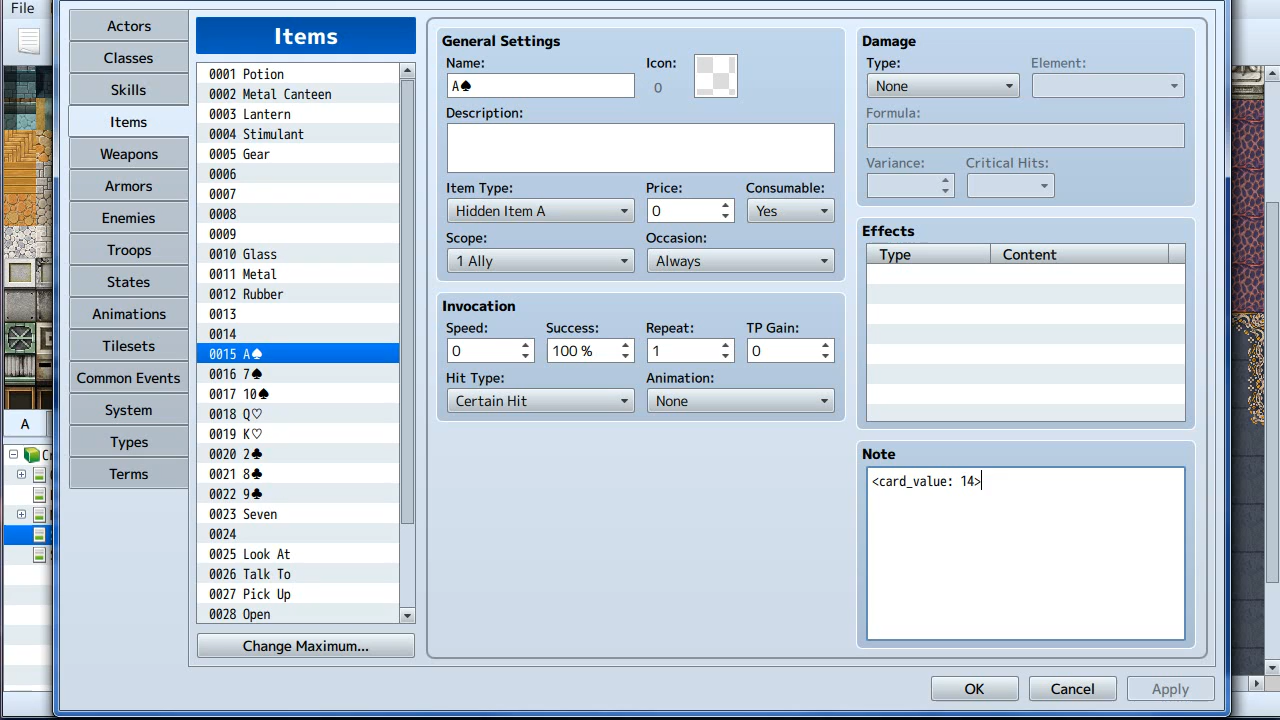 File
Actors
Classes
Skills
Items
Weapons
Armors
Enemies
Troops
States
Animations
Tilesets
Common Events
System
Types
Terms
A
Items
0001 Potion
0002 Metal Canteen
0003 Lantern
0004 Stimulant
0005 Gear
0006
0007
0008
0009
0010 Glass
0011 Metal
0012 Rubber
0013
0014
0015 A♠
0016 7♠
0017 10♠
0018 Q♡
0019 K♡
0020 2♣
0021 8♣
0022 9♣
0023 Seven
0024
0025 Look At
0026 Talk To
0027 Pick Up
0028 Open
Change Maximum...
General Settings
Name:
Icon:
A♠
0
Description:
Item Type:
Price:
Consumable:
Hidden Item A
0
Yes
Scope:
Occasion:
1 Ally
Always
Invocation
Speed:
Success:
Repeat:
TP Gain:
0
100 %
1
0
Hit Type:
Animation:
Certain Hit
None
Damage
Type:
Element:
None
Formula:
Variance:
Critical Hits:
Effects
Type
Content
Note
<card_value: 14>
OK
Cancel
Apply